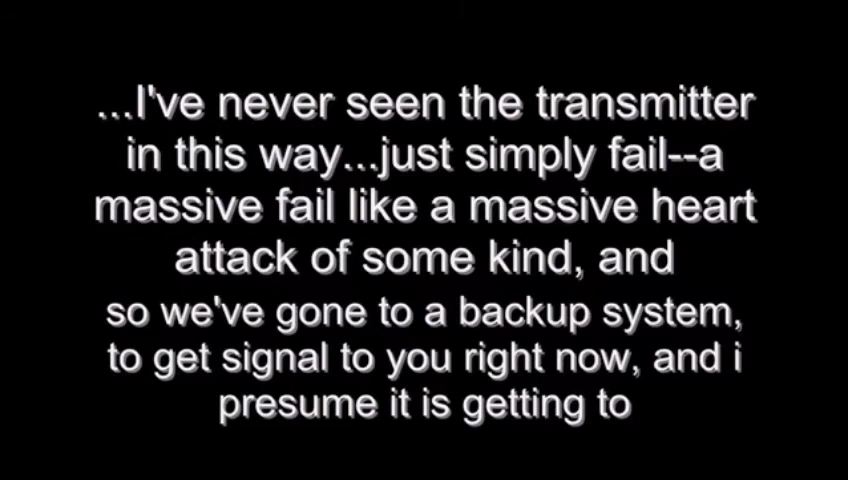 ...I've never seen the transmitter
in this way...just simply fail--a
massive fail like a massive heart
attack of some kind, and
so we've gone to a backup system,
to get signal to you right now, and i
presume it is getting to